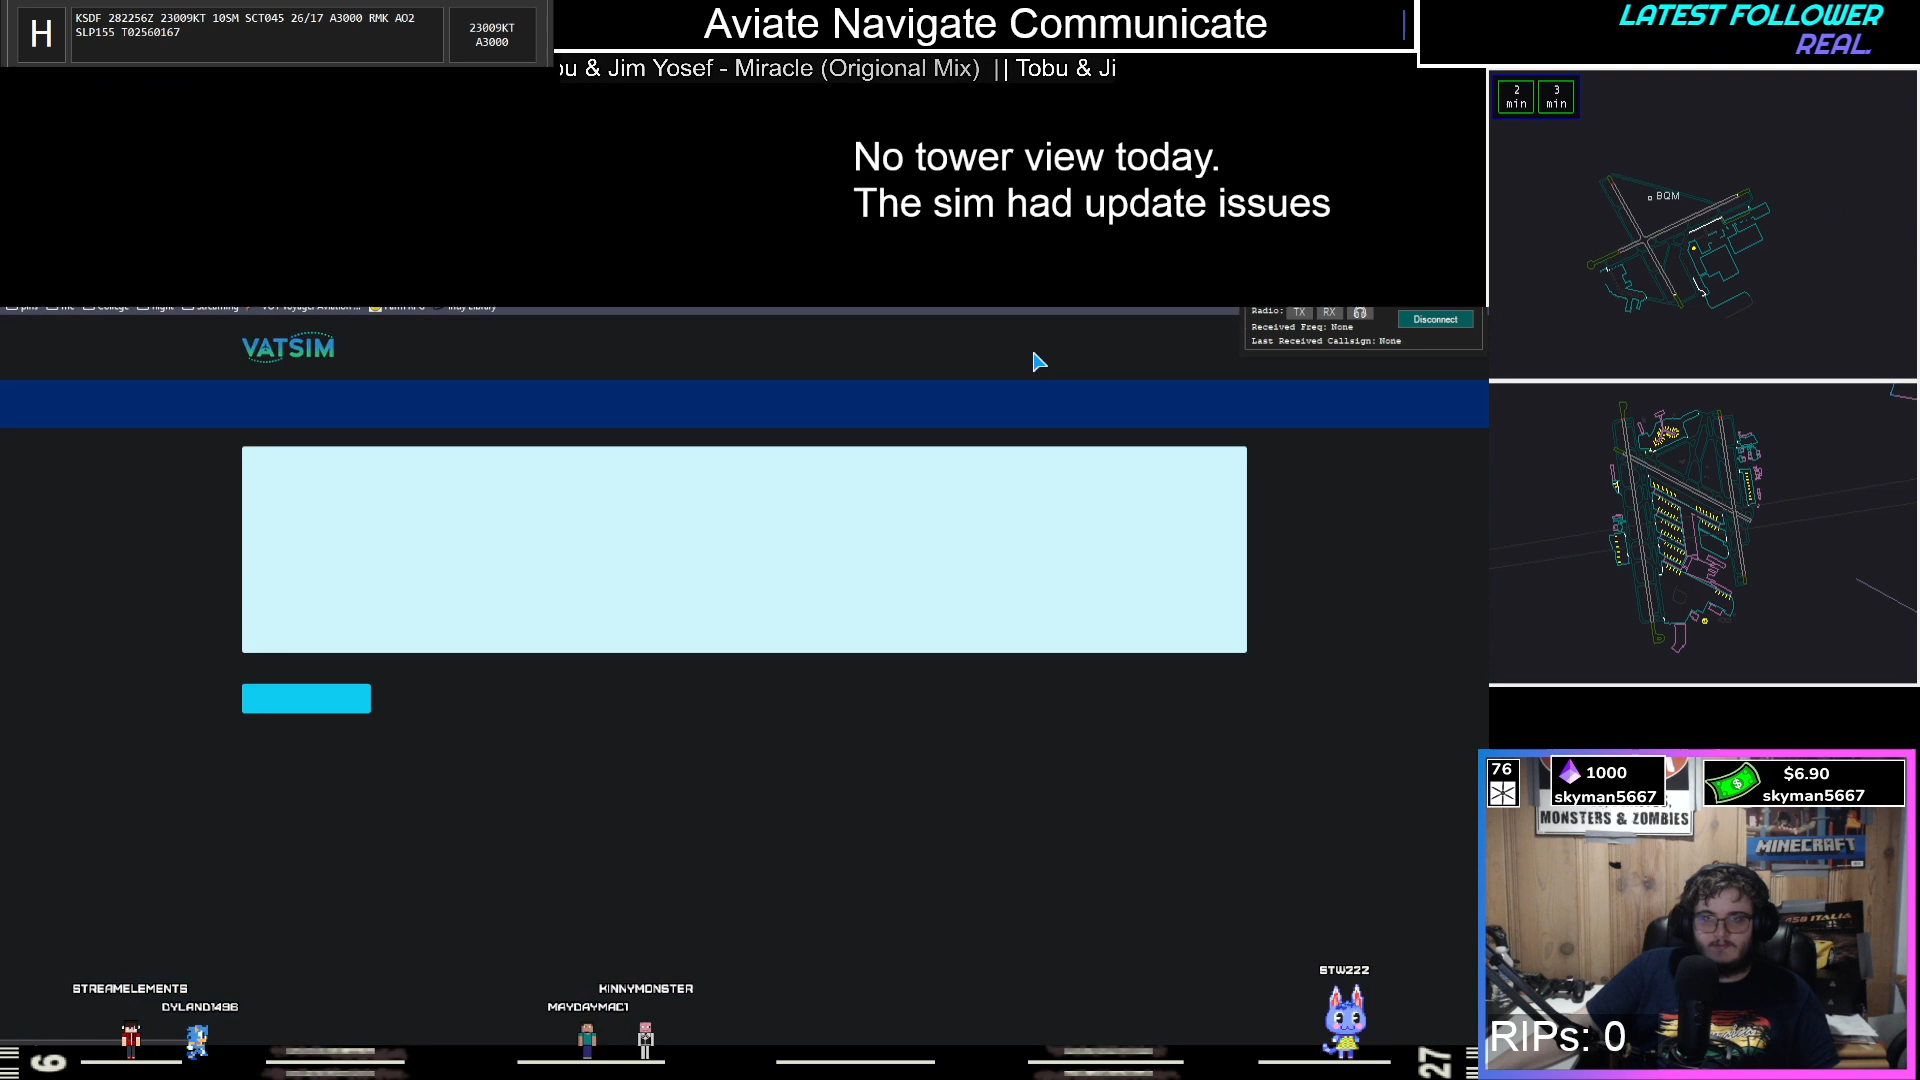 H
KSDF 282256Z 23009KT 10SM SCT045 26/17 A3000 RMK AO2
SLP155 T02560167
23009KT
A3000
Aviate Navigate Communicate
LATEST FOLLOWER
REAL.
ou & Jim Yosef - Miracle (Origional Mix) || Tobu & Ji
2
min
3
min
No tower view today.
The sim had update issues
BQM
Radio: TX RX
Disconnect
Received Freq: None
Last Received Callsign: None
VATSIM
76
1000
skyman5667
$6.90
skyman5667
MONSTERS & ZOMBIES
MINECRAFT
458 ITALIA
RIPs: 0
STREAMELEMENTS
DYLAND1496
KINNYMONSTER
MAYDAYMAC1
STW222
9
27